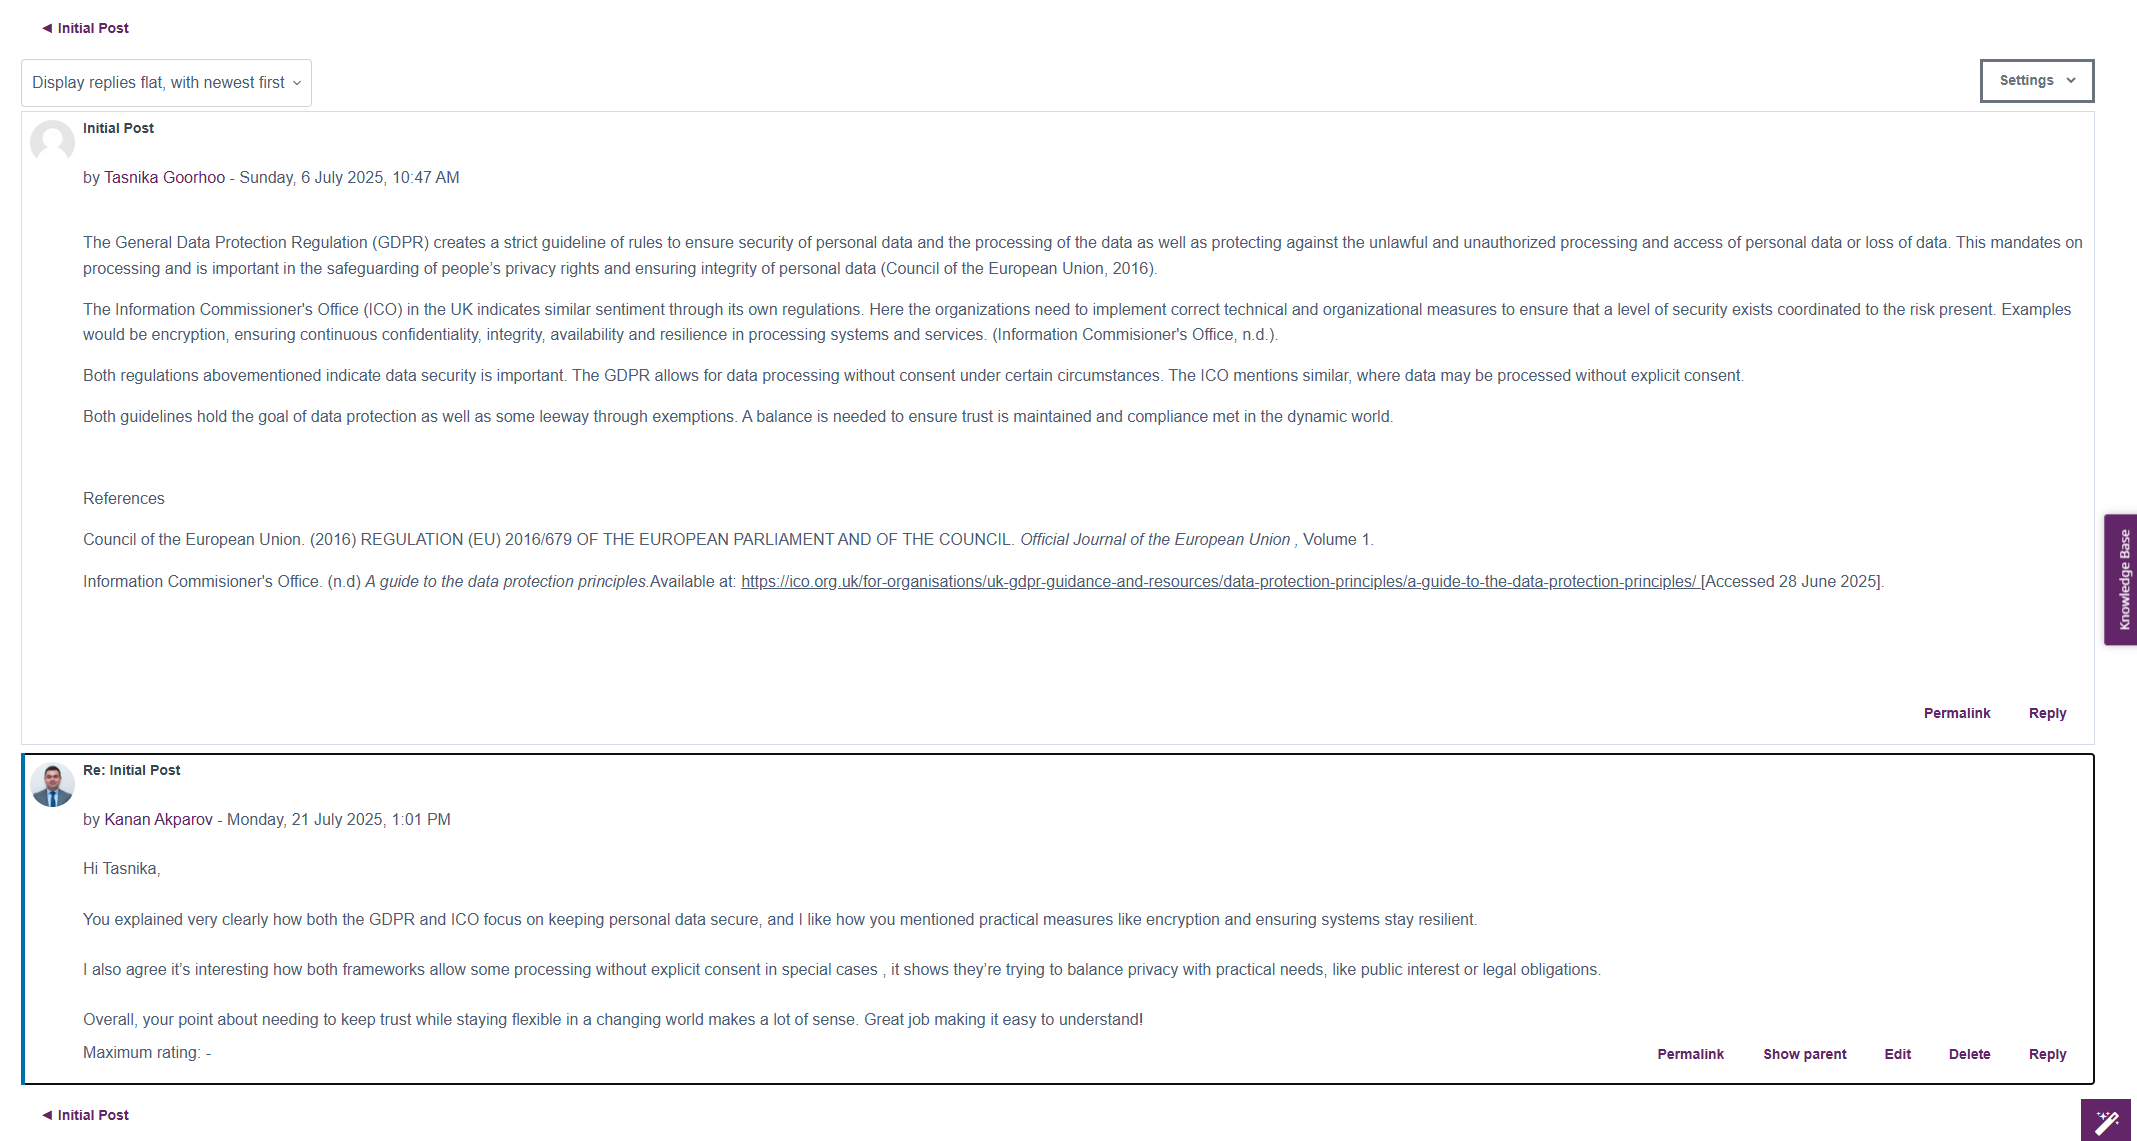 ◄ Initial Post
Display replies flat, with newest first
Settings
Initial Post
by Tasnika Goorhoo - Sunday, 6 July 2025, 10:47 AM
The General Data Protection Regulation (GDPR) creates a strict guideline of rules to ensure security of personal data and the processing of the data as well as protecting against the unlawful and unauthorized processing and access of personal data or loss of data. This mandates on
processing and is important in the safeguarding of people’s privacy rights and ensuring integrity of personal data (Council of the European Union, 2016).
The Information Commissioner's Office (ICO) in the UK indicates similar sentiment through its own regulations. Here the organizations need to implement correct technical and organizational measures to ensure that a level of security exists coordinated to the risk present. Examples
would be encryption, ensuring continuous confidentiality, integrity, availability and resilience in processing systems and services. (Information Commisioner's Office, n.d.).
Both regulations abovementioned indicate data security is important. The GDPR allows for data processing without consent under certain circumstances. The ICO mentions similar, where data may be processed without explicit consent.
Both guidelines hold the goal of data protection as well as some leeway through exemptions. A balance is needed to ensure trust is maintained and compliance met in the dynamic world.
References
Council of the European Union. (2016) REGULATION (EU) 2016/679 OF THE EUROPEAN PARLIAMENT AND OF THE COUNCIL. Official Journal of the European Union , Volume 1.
Information Commisioner's Office. (n.d) A guide to the data protection principles.Available at: https://ico.org.uk/for-organisations/uk-gdpr-guidance-and-resources/data-protection-principles/a-guide-to-the-data-protection-principles/ [Accessed 28 June 2025].
Knowledge Base
Permalink Reply
Re: Initial Post
by Kanan Akparov - Monday, 21 July 2025, 1:01 PM
Hi Tasnika,
You explained very clearly how both the GDPR and ICO focus on keeping personal data secure, and I like how you mentioned practical measures like encryption and ensuring systems stay resilient.
I also agree it’s interesting how both frameworks allow some processing without explicit consent in special cases , it shows they’re trying to balance privacy with practical needs, like public interest or legal obligations.
Overall, your point about needing to keep trust while staying flexible in a changing world makes a lot of sense. Great job making it easy to understand!
Maximum rating: -
Permalink Show parent Edit Delete Reply
◄ Initial Post